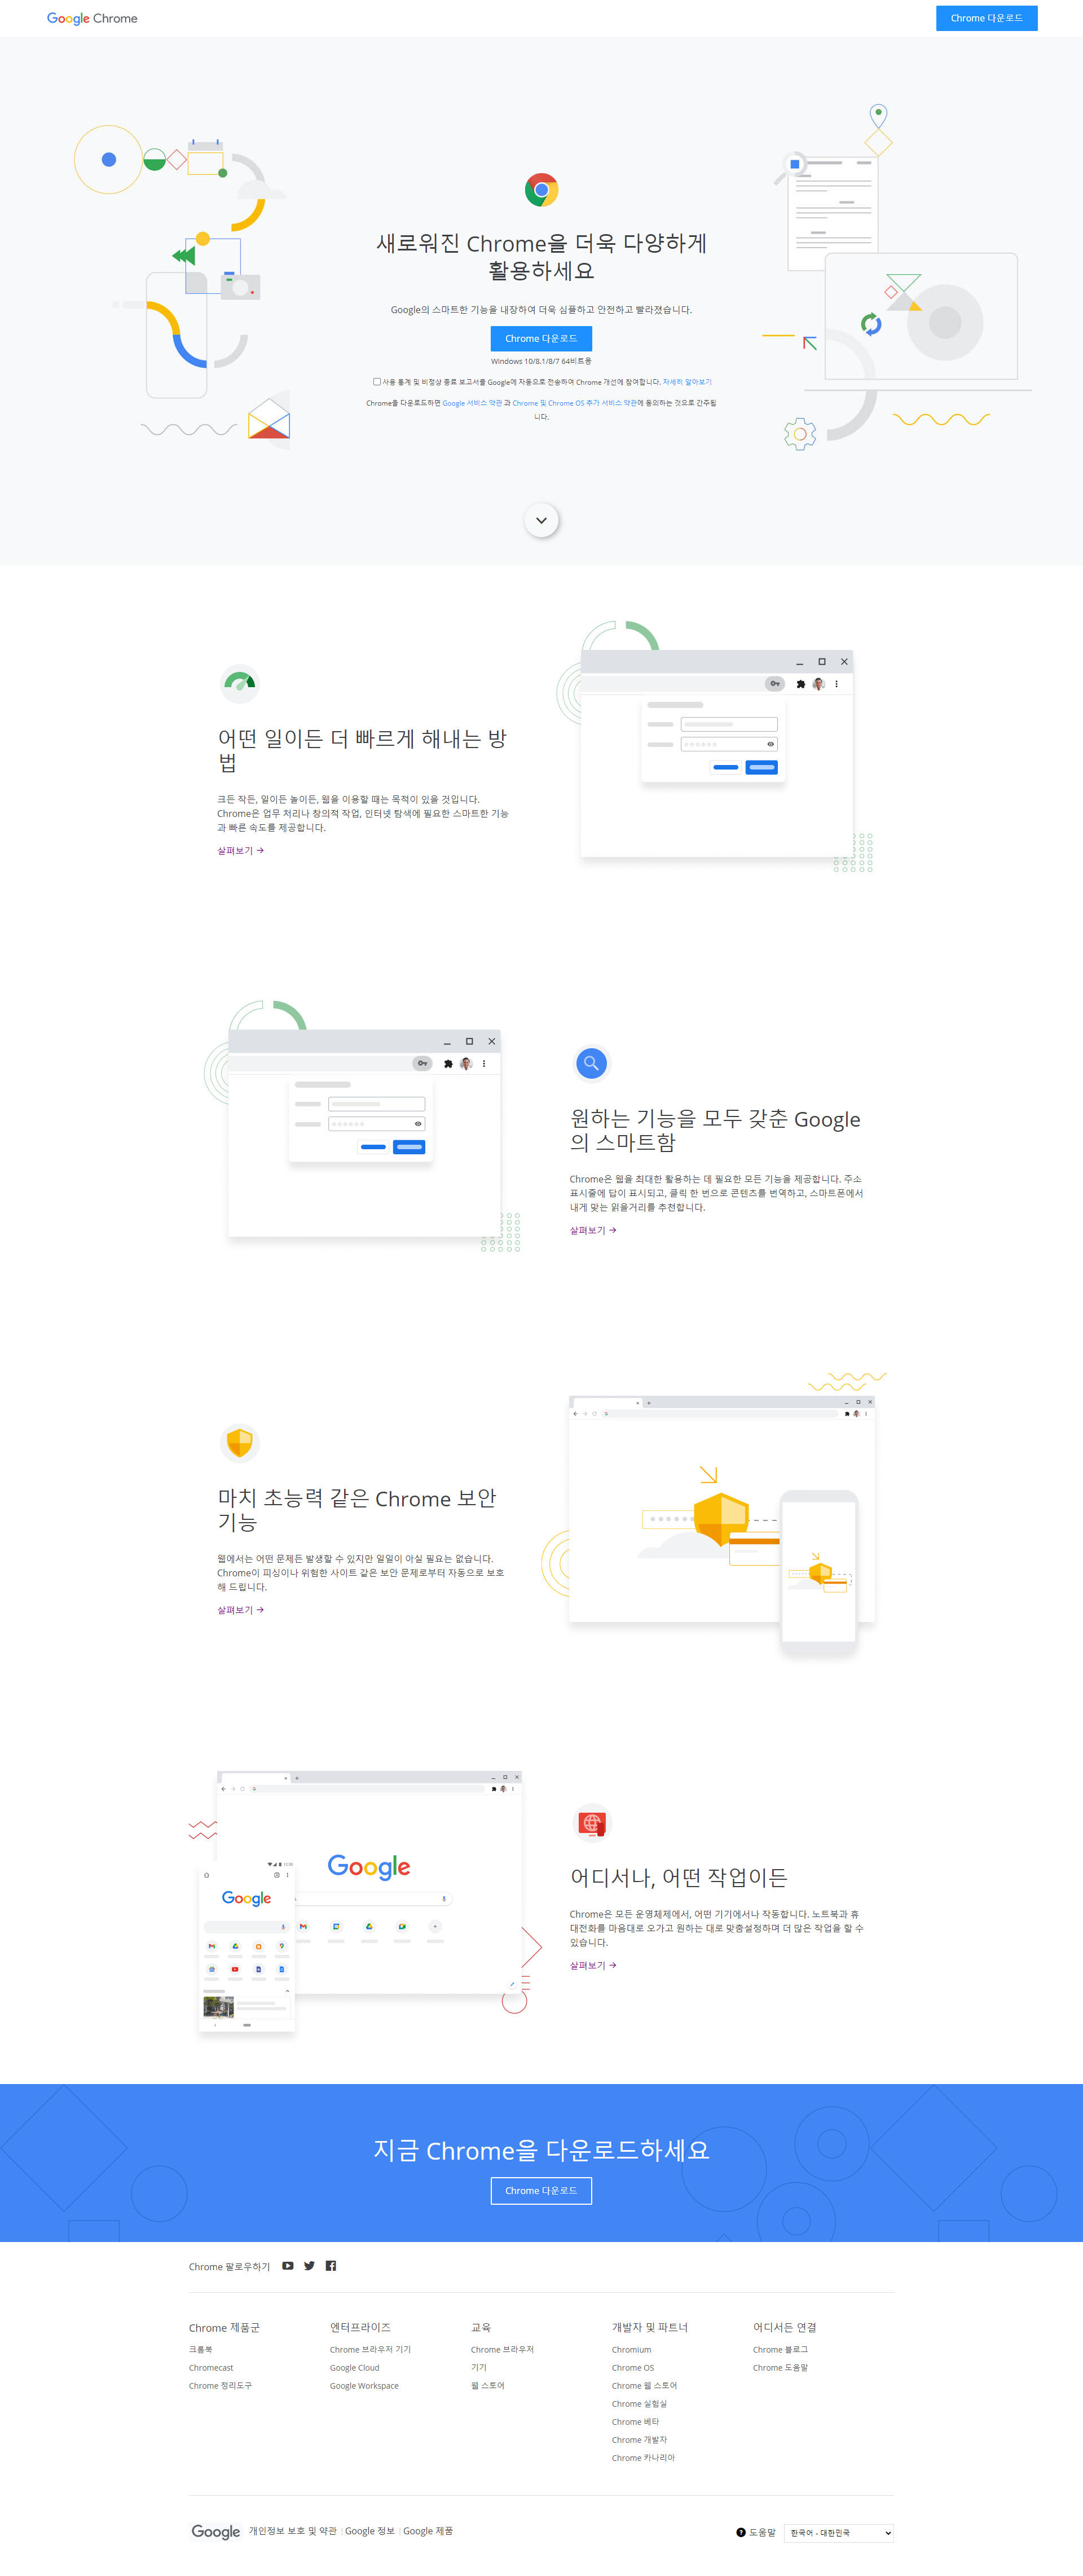 Google Chrome
Chrome 다운로드
새로워진 Chrome을 더욱 다양하게
활용하세요
Google의 스마트한 기능을 내장하여 더욱 심플하고 안전하고 빨라졌습니다.
Chrome 다운로드
Windows 10/8.1/8/7 64비트용
사용 통계 및 비정상 종료 보고서를 Google에 자동으로 전송하여 Chrome 개선에 참여합니다. 자세히 알아보기
Chrome을 다운로드하면 Google 서비스 약관 과 Chrome 및 Chrome OS 추가 서비스 약관에 동의하는 것으로 간주됩
니다.
어떤 일이든 더 빠르게 해내는 방
법
크든 작든, 일이든 놀이든, 웹을 이용할 때는 목적이 있을 것입니다.
Chrome은 업무 처리나 창의적 작업, 인터넷 탐색에 필요한 스마트한 기능
과 빠른 속도를 제공합니다.
살펴보기 →
원하는 기능을 모두 갖춘 Google
의 스마트함
Chrome은 웹을 최대한 활용하는 데 필요한 모든 기능을 제공합니다. 주소
표시줄에 답이 표시되고, 클릭 한 번으로 콘텐츠를 번역하고, 스마트폰에서
내게 맞는 읽을거리를 추천합니다.
살펴보기 →
마치 초능력 같은 Chrome 보안
기능
웹에서는 어떤 문제든 발생할 수 있지만 일일이 아실 필요는 없습니다.
Chrome이 피싱이나 위험한 사이트 같은 보안 문제로부터 자동으로 보호
해 드립니다.
살펴보기 →
Google
Google
어디서나, 어떤 작업이든
Chrome은 모든 운영체제에서, 어떤 기기에서나 작동합니다. 노트북과 휴
대전화를 마음대로 오가고 원하는 대로 맞춤설정하며 더 많은 작업을 할 수
있습니다.
살펴보기 →
지금 Chrome을 다운로드하세요
Chrome 다운로드
Chrome 팔로우하기
Chrome 제품군
크롬북
Chromecast
Chrome 정리도구
엔터프라이즈
Chrome 브라우저 기기
Google Cloud
Google Workspace
교육
Chrome 브라우저
기기
웹 스토어
개발자 및 파트너
Chromium
Chrome OS
Chrome 웹 스토어
Chrome 실험실
Chrome 베타
Chrome 개발자
Chrome 카나리아
어디서든 연결
Chrome 블로그
Chrome 도움말
Google 개인정보 보호 및 약관 | Google 정보 | Google 제품
도움말 한국어 - 대한민국